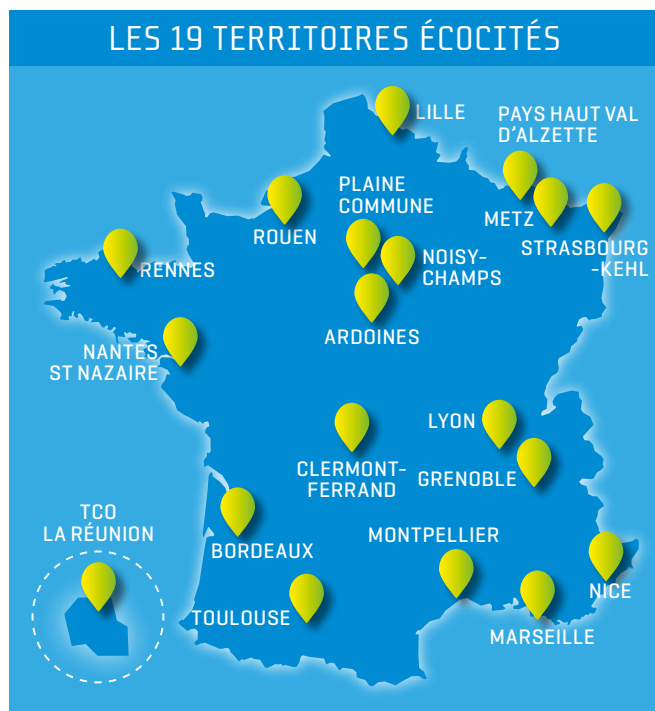 LES 19 TERRITOIRES ÉCOCITÉS
LILLE
PAYS HAUT VAL
D'ALZETTE
PLAINE
COMMUNE
METZ
ROUEN
STRASBOURG
-KEHL
NOISY-
CHAMPS
RENNES
ARDOINES
NANTES
ST NAZAIRE
LYON
CLERMONT-
FERRAND
GRENOBLE
TCO
LA RÉUNION
BORDEAUX
MONTPELLIER
NICE
TOULOUSE
MARSEILLE